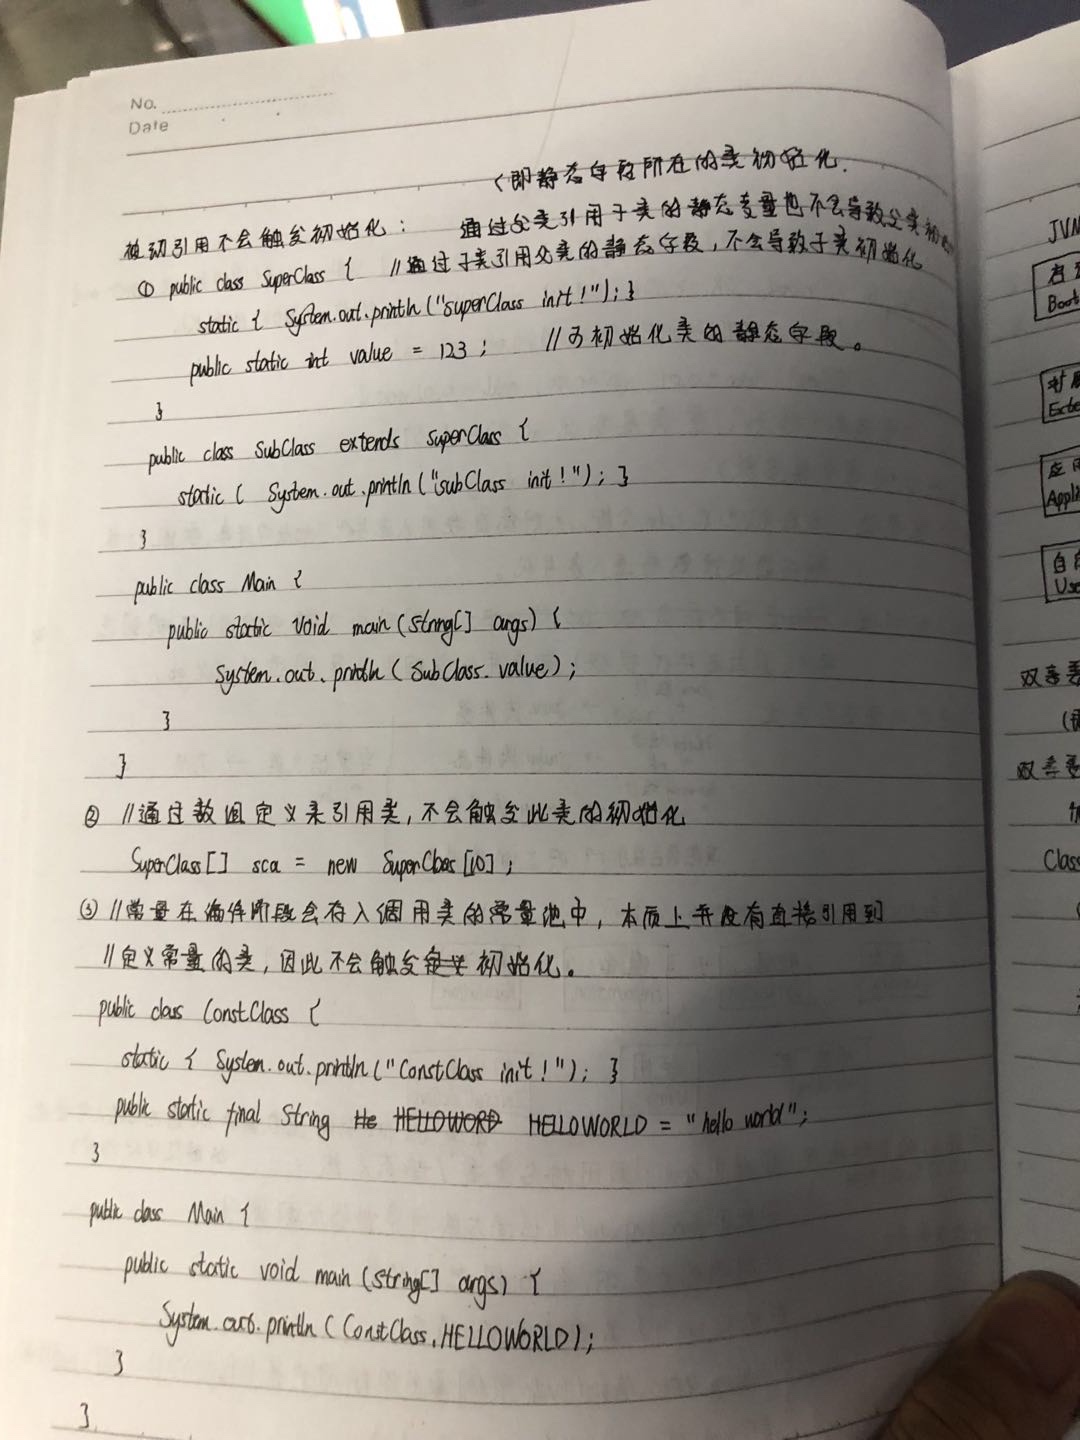 No.
Date
(即静态字段所在的类初始化.
被动引用不会触发初始化: 通过父类引用子类的静态变量也不会导致父类初始化
① public class SuperClass { //通过子类引用父类的静态字段,不会导致子类初始化
static { System.out.println("superClass init!"); }
public static int value = 123; //为初始化类的静态字段。
}
public class SubClass extends superClass {
static { System.out.println("subClass init!"); }
}
public class Main {
public static void main(String[] args) {
System.out.println(SubClass.value);
}
}
② //通过数组定义来引用类,不会触发此类的初始化
SuperClass[] sca = new SuperClass[10];
③ //常量在编译阶段会存入调用类的常量池中,本质上并没有直接引用到
//定义常量的类,因此不会触发定义初始化。
public class ConstClass {
static { System.out.println("ConstClass init!"); }
public static final String He HELLOWORD HELLOWORLD = "hello world";
}
public class Main {
public static void main(String[] args) {
System.out.println(ConstClass.HELLOWORLD);
}
}
JVM
Boot
Exte
应用
Appli
Use
双亲委
双亲委
Class